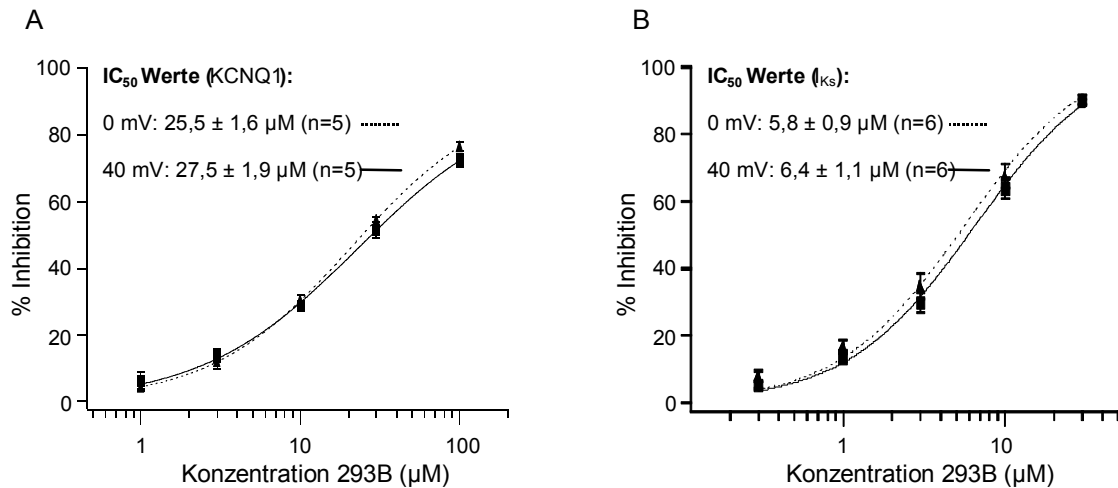 A
B
IC50 Werte (KCNQ1):
0 mV: 25,5 ± 1,6 µM (n=5)
40 mV: 27,5 ± 1,9 µM (n=5)
% Inhibition
100
80
60
40
20
0
1
10
100
Konzentration 293B (µM)
IC50 Werte (IKs):
0 mV: 5,8 ± 0,9 µM (n=6)
40 mV: 6,4 ± 1,1 µM (n=6)
% Inhibition
100
80
60
40
20
0
1
10
Konzentration 293B (µM)